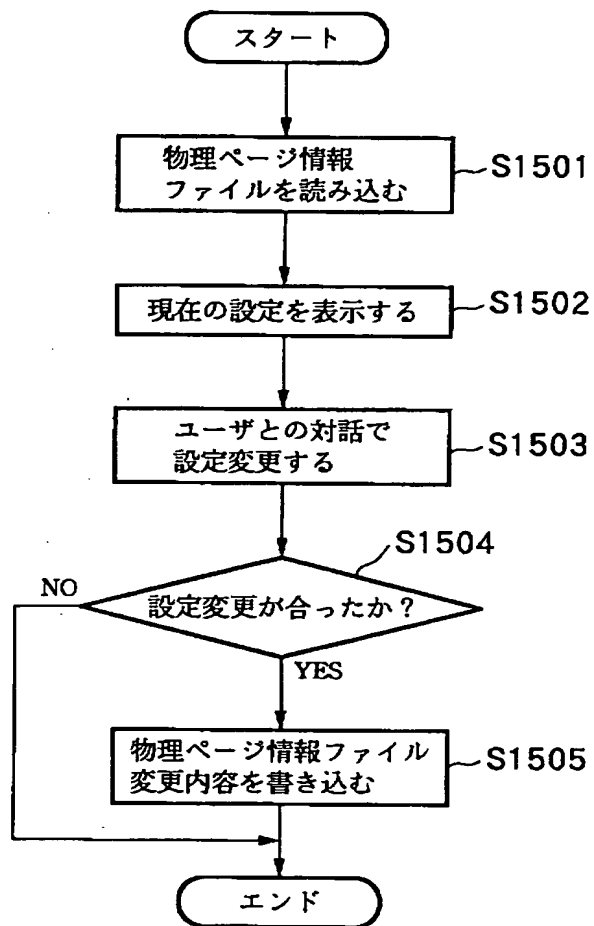 スタート
物理ページ情報
ファイルを読み込む
S1501
現在の設定を表示する
S1502
ユーザとの対話で
設定変更する
S1503
S1504
NO
設定変更が合ったか？
YES
物理ページ情報ファイル
変更内容を書き込む
S1505
エンド